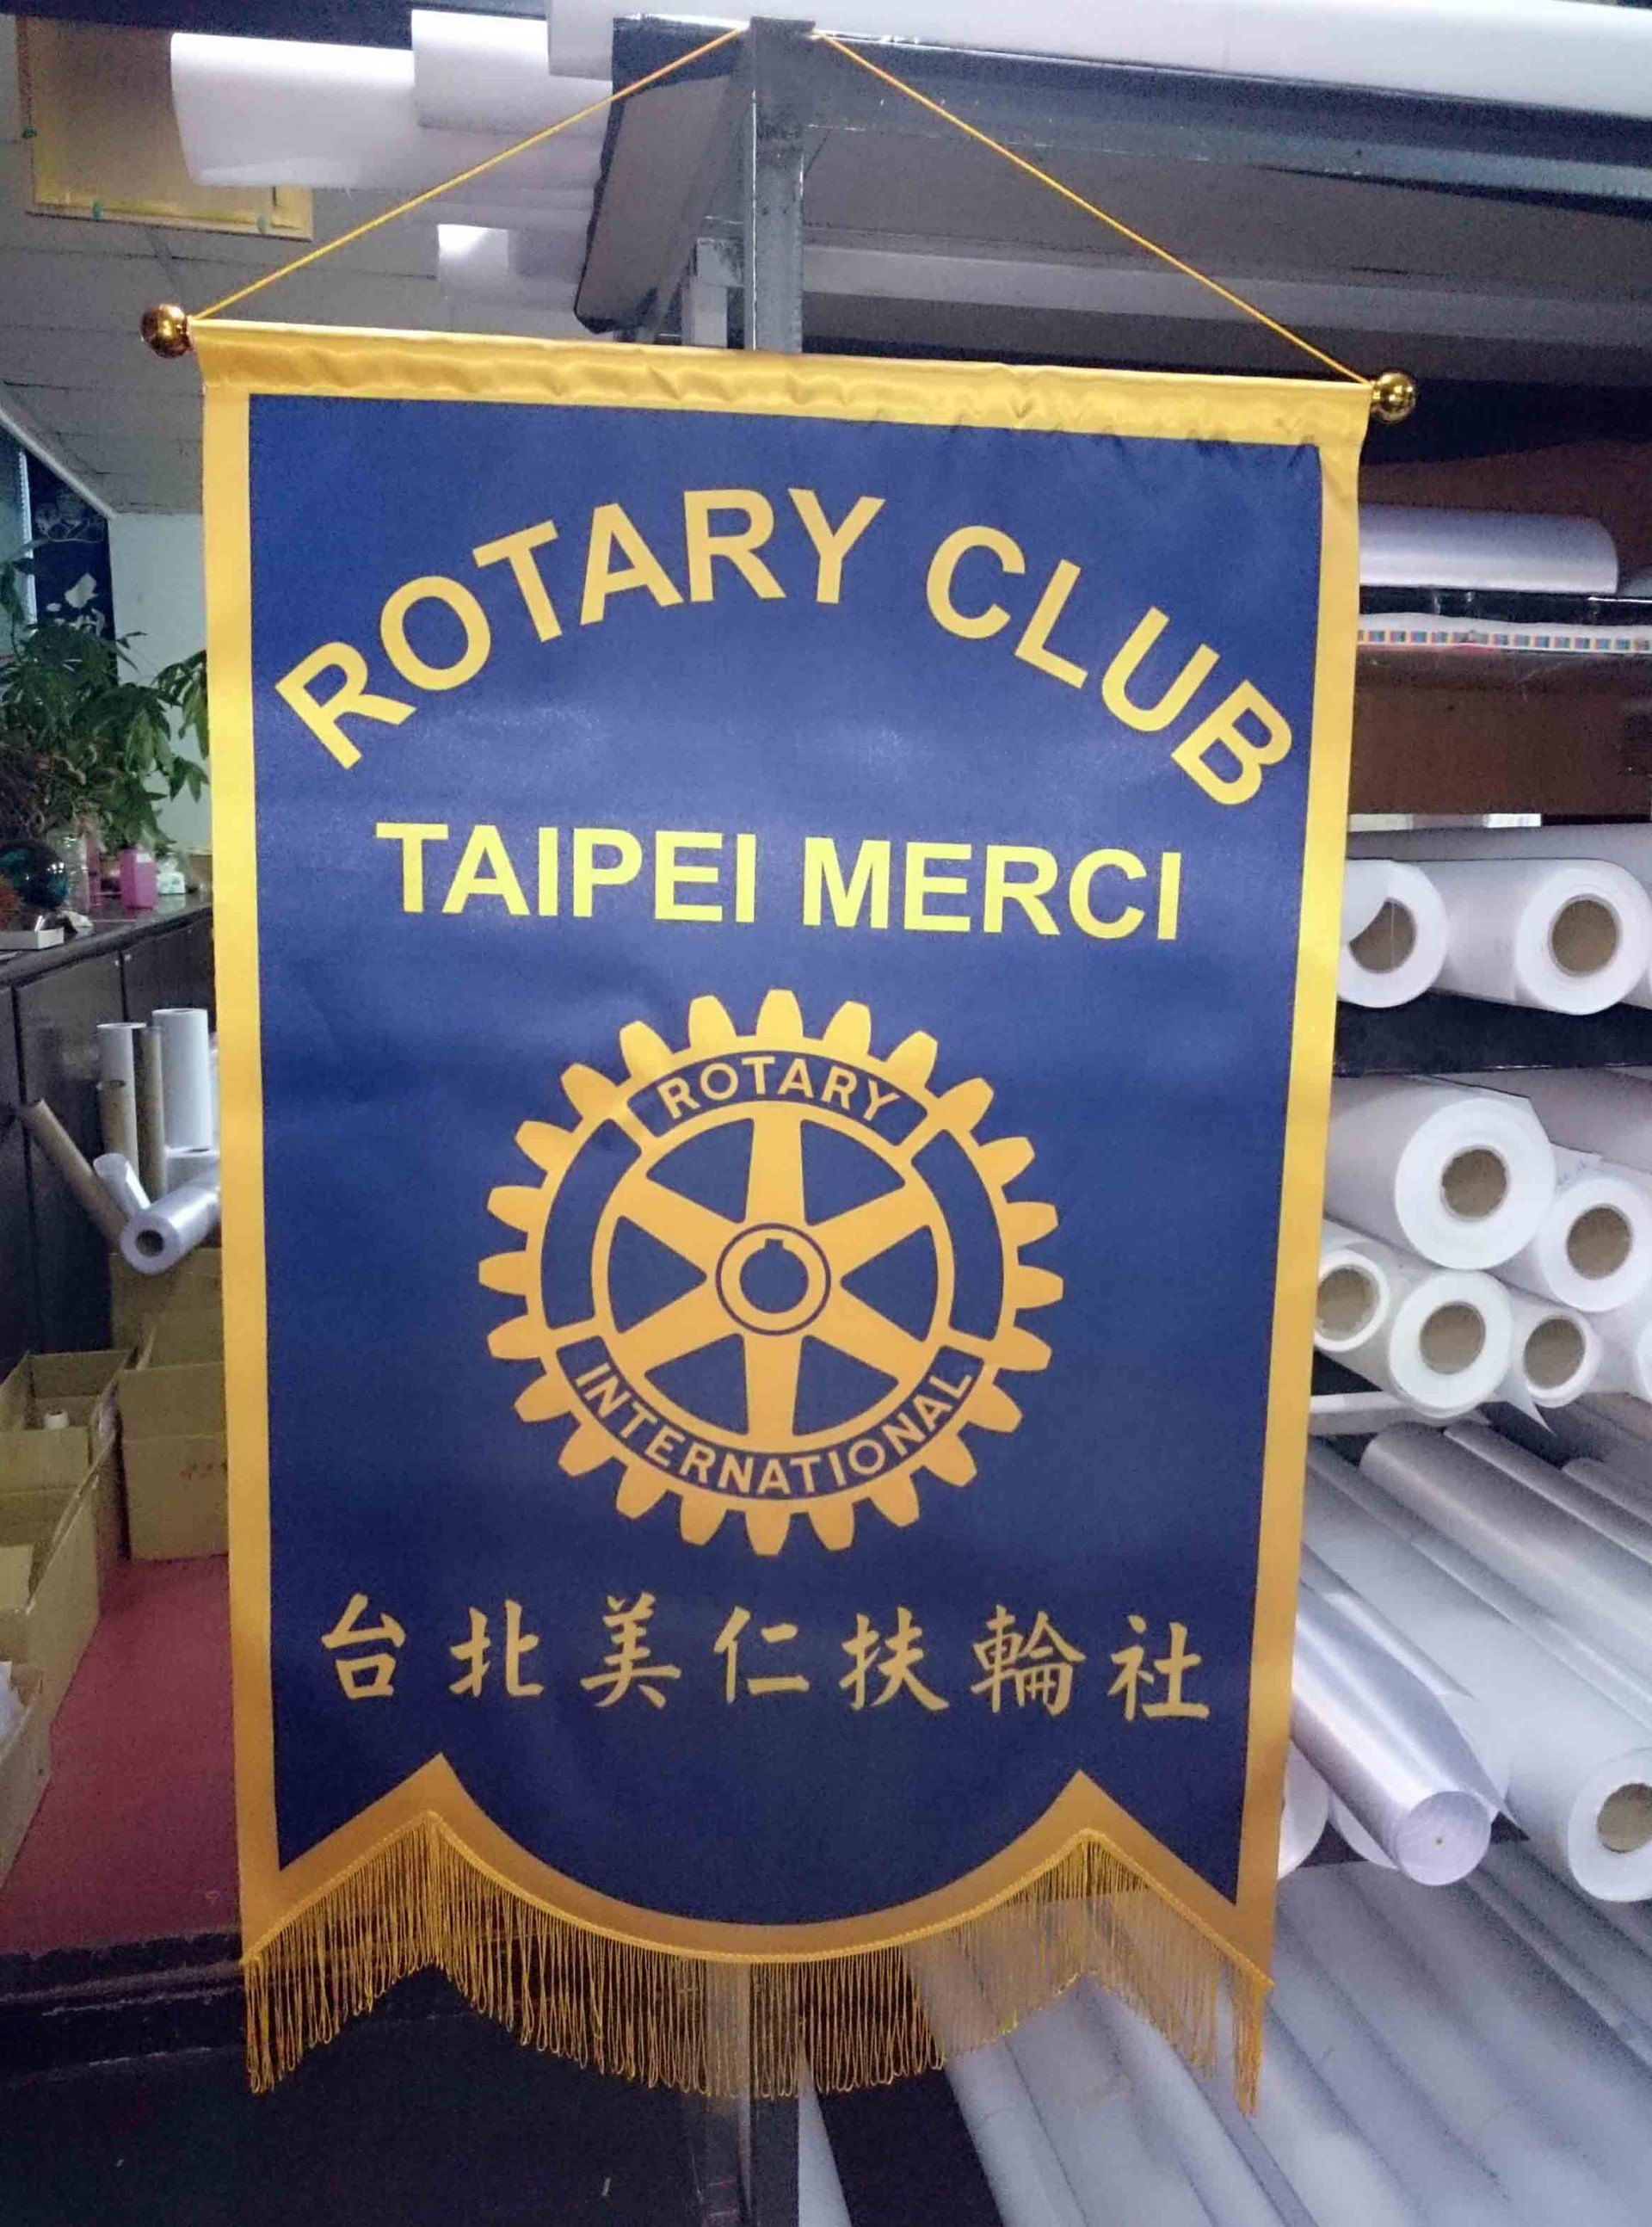 ROTARY CLUB
TAIPEI MERCI
ROTARY
INTERNATIONAL
台北美仁扶輪社